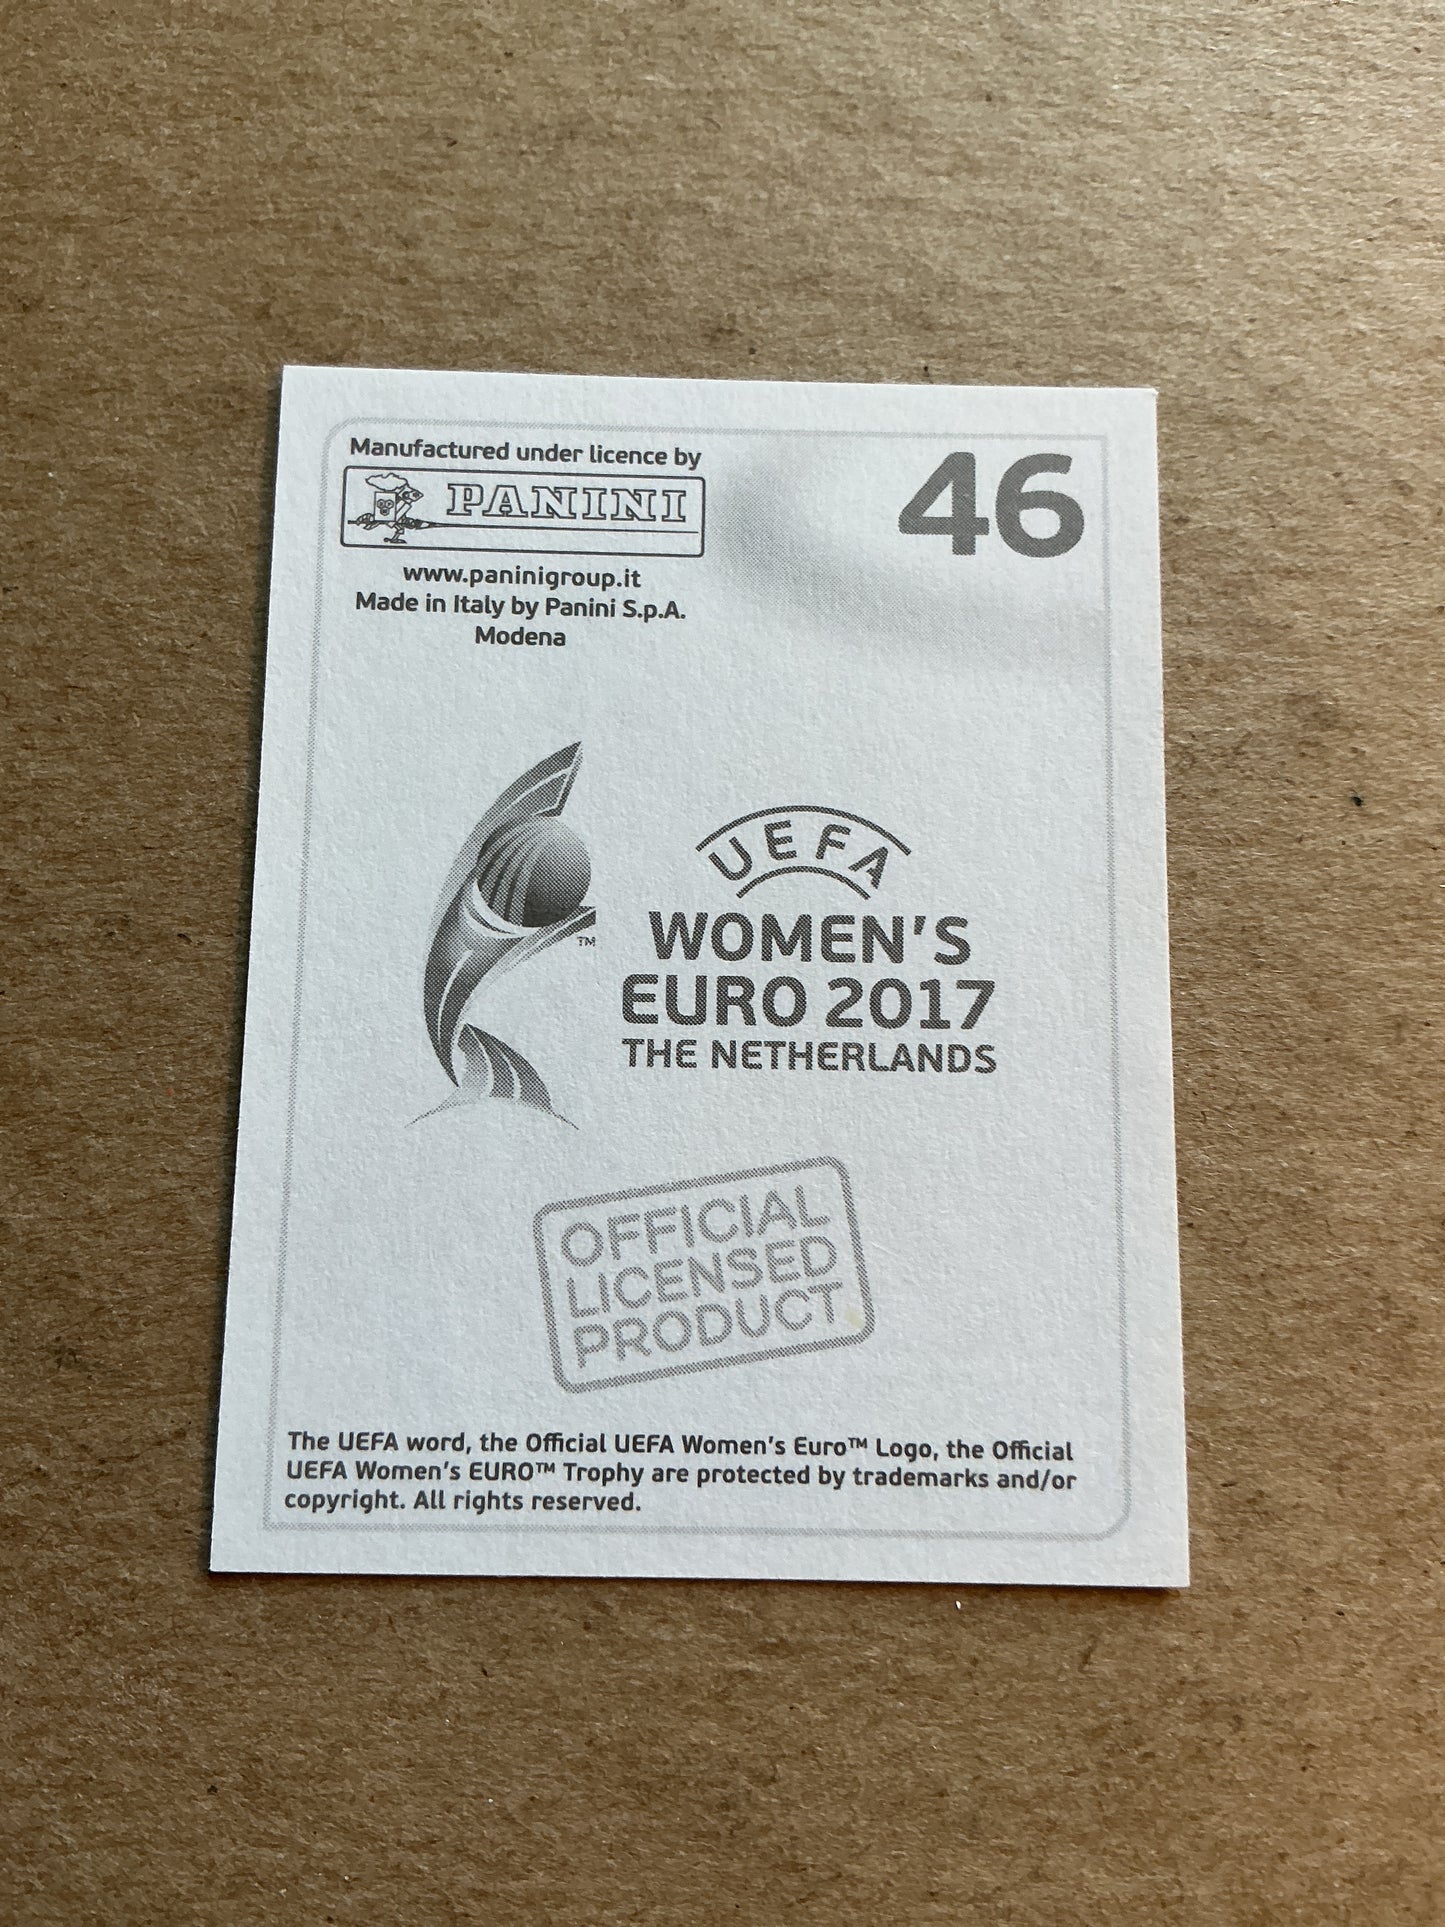 Manufactured under licence by
46
PANINI
www.paninigroup.it
Made in Italy by Panini S.p.A.
Modena
UEFA
WOMEN'S
EURO 2017
THE NETHERLANDS
TM
OFFICIAL
LICENSED
PRODUCT
The UEFA word, the Official UEFA Women's Euro™ Logo, the Official
UEFA Women's EURO™ Trophy are protected by trademarks and/or
copyright. All rights reserved.